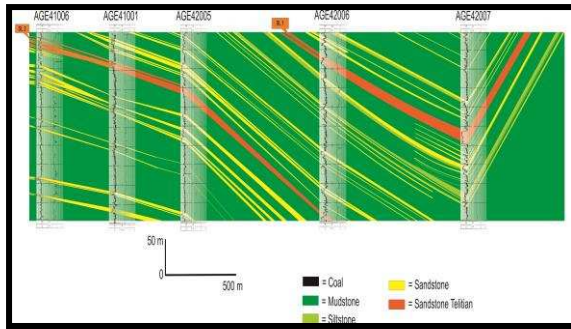 AGE41006
AGE41001
AGE42005
AGE42006
AGE42007
50 m
0
500 m
= Coal
= Mudstone
= Siltstone
= Sandstone
= Sandstone Telitian